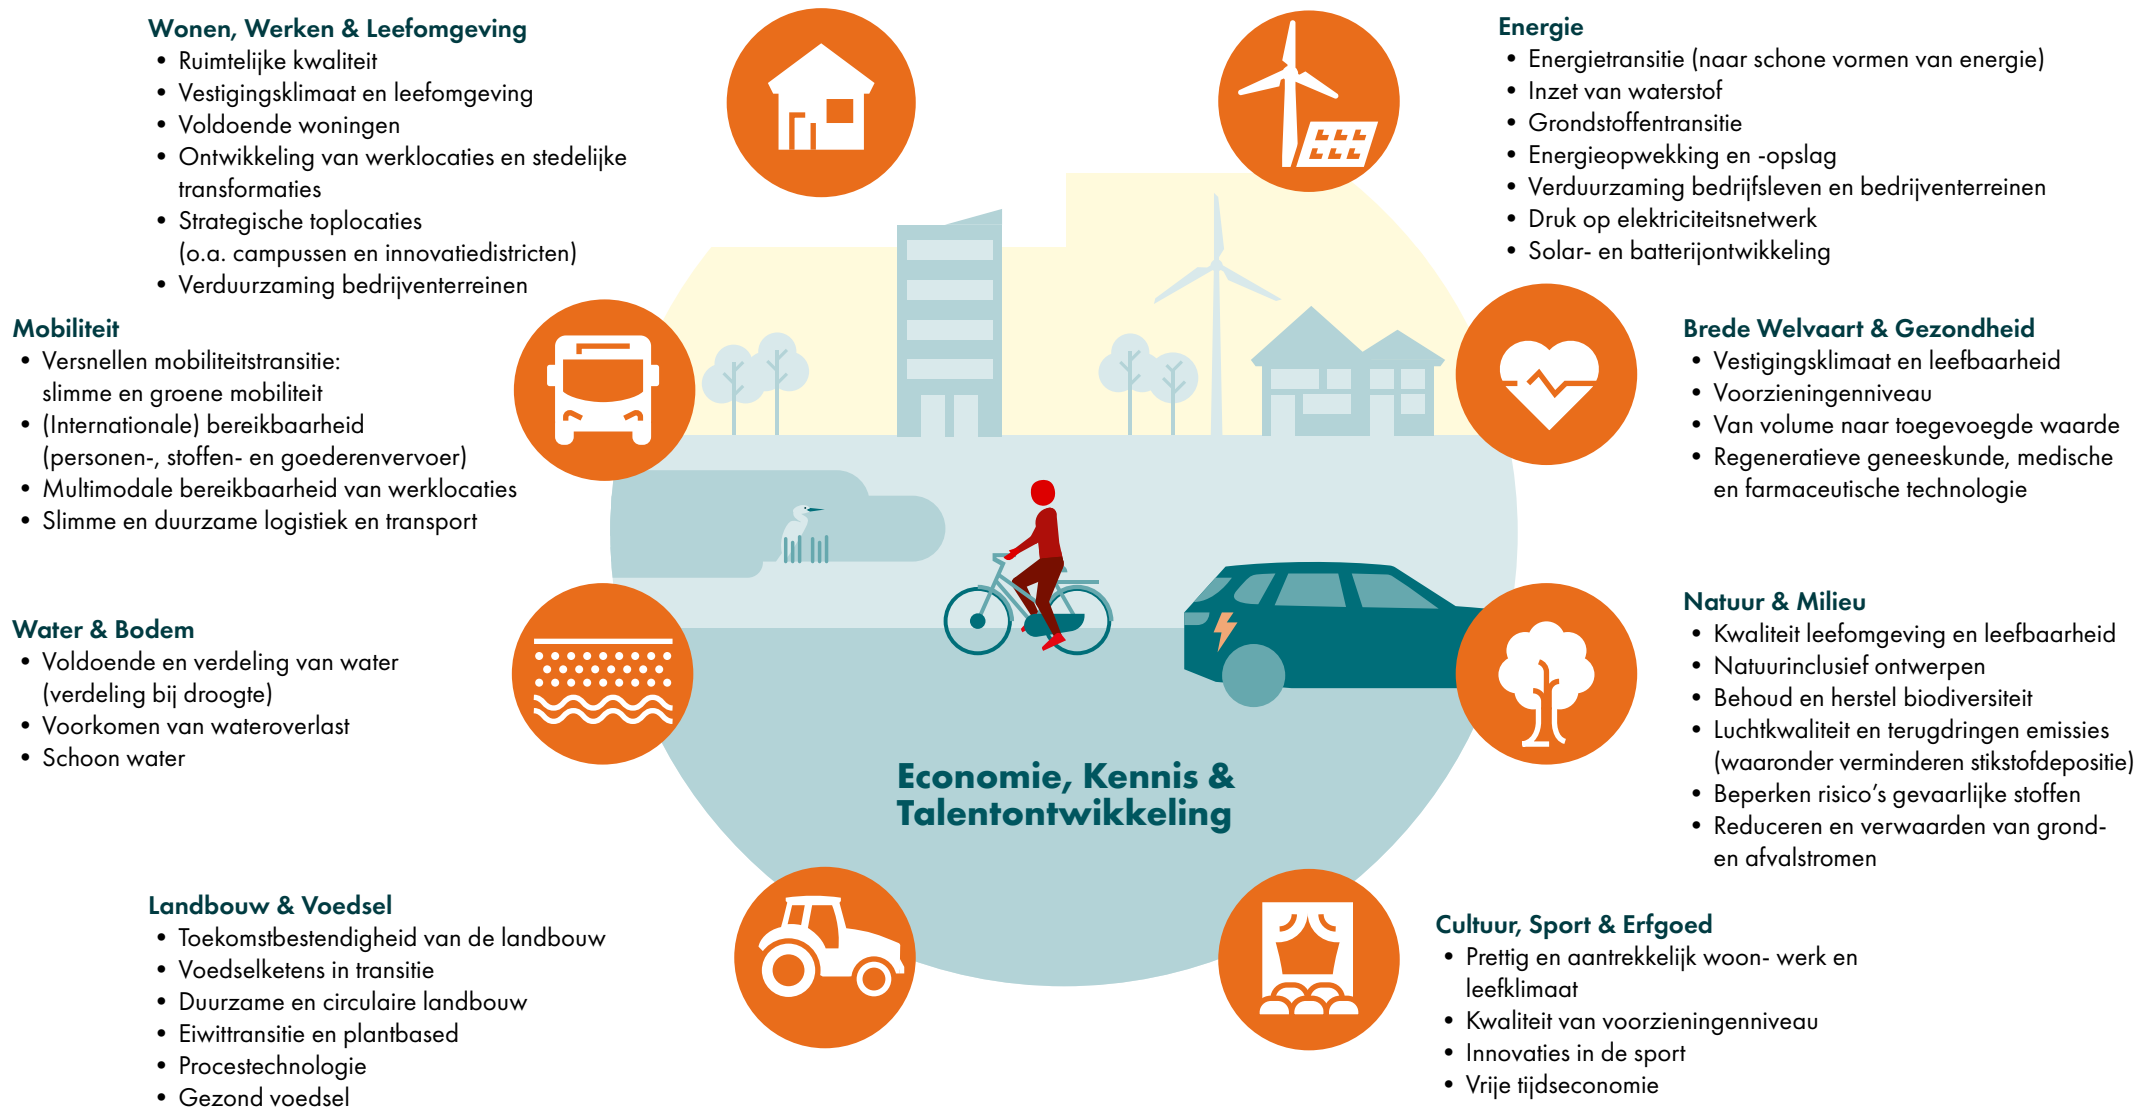 Wonen, Werken & Leefomgeving
• Ruimtelijke kwaliteit
• Vestigingsklimaat en leefomgeving
• Voldoende woningen
• Ontwikkeling van werklocaties en stedelijke
transformaties
• Strategische toplocaties
(o.a. campussen en innovatiedistricten)
• Verduurzaming bedrijventerreinen
Mobiliteit
• Versnellen mobiliteitstransitie:
slimme en groene mobiliteit
• (Internationale) bereikbaarheid
(personen-, stoffen- en goederenvervoer)
• Multimodale bereikbaarheid van werklocaties
• Slimme en duurzame logistiek en transport
Water & Bodem
• Voldoende en verdeling van water
(verdeling bij droogte)
• Voorkomen van wateroverlast
• Schoon water
Landbouw & Voedsel
• Toekomstbestendigheid van de landbouw
• Voedselketens in transitie
• Duurzame en circulaire landbouw
• Eiwittransitie en plantbased
• Procestechnologie
• Gezond voedsel
Economie, Kennis &
Talentontwikkeling
Energie
• Energietransitie (naar schone vormen van energie)
• Inzet van waterstof
• Grondstoffentransitie
• Energieopwekking en -opslag
• Verduurzaming bedrijfsleven en bedrijventerreinen
• Druk op elektriciteitsnetwerk
• Solar- en batterijontwikkeling
Brede Welvaart & Gezondheid
• Vestigingsklimaat en leefbaarheid
• Voorzieningenniveau
• Van volume naar toegevoegde waarde
• Regeneratieve geneeskunde, medische
en farmaceutische technologie
Natuur & Milieu
• Kwaliteit leefomgeving en leefbaarheid
• Natuurinclusief ontwerpen
• Behoud en herstel biodiversiteit
• Luchtkwaliteit en terugdringen emissies
(waaronder verminderen stikstofdepositie)
• Beperken risico's gevaarlijke stoffen
• Reduceren en verwaarden van grond-
en afvalstromen
Cultuur, Sport & Erfgoed
• Prettig en aantrekkelijk woon- werk en
leefklimaat
• Kwaliteit van voorzieningenniveau
• Innovaties in de sport
• Vrije tijdseconomie